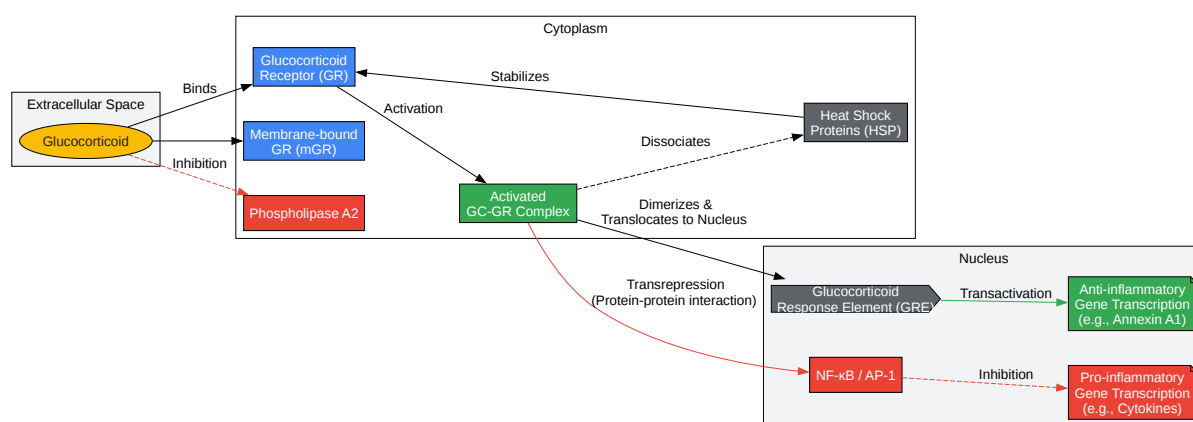 Cytoplasm
Glucocorticoid
Receptor (GR)
Stabilizes
Binds
Extracellular Space
Glucocorticoid
Activation
Heat Shock
Proteins (HSP)
Membrane-bound
GR (mGR)
Dissociates
Inhibition
Phospholipase A2
Activated
GC-GR Complex
Dimerizes &
Translocates to Nucleus
Nucleus
Transrepression
(Protein-protein interaction)
Glucocorticoid
Response Element (GRE)
Transactivation
Anti-inflammatory
Gene Transcription
(e.g., Annexin A1)
NF-κB / AP-1
Inhibition
Pro-inflammatory
Gene Transcription
(e.g., Cytokines)